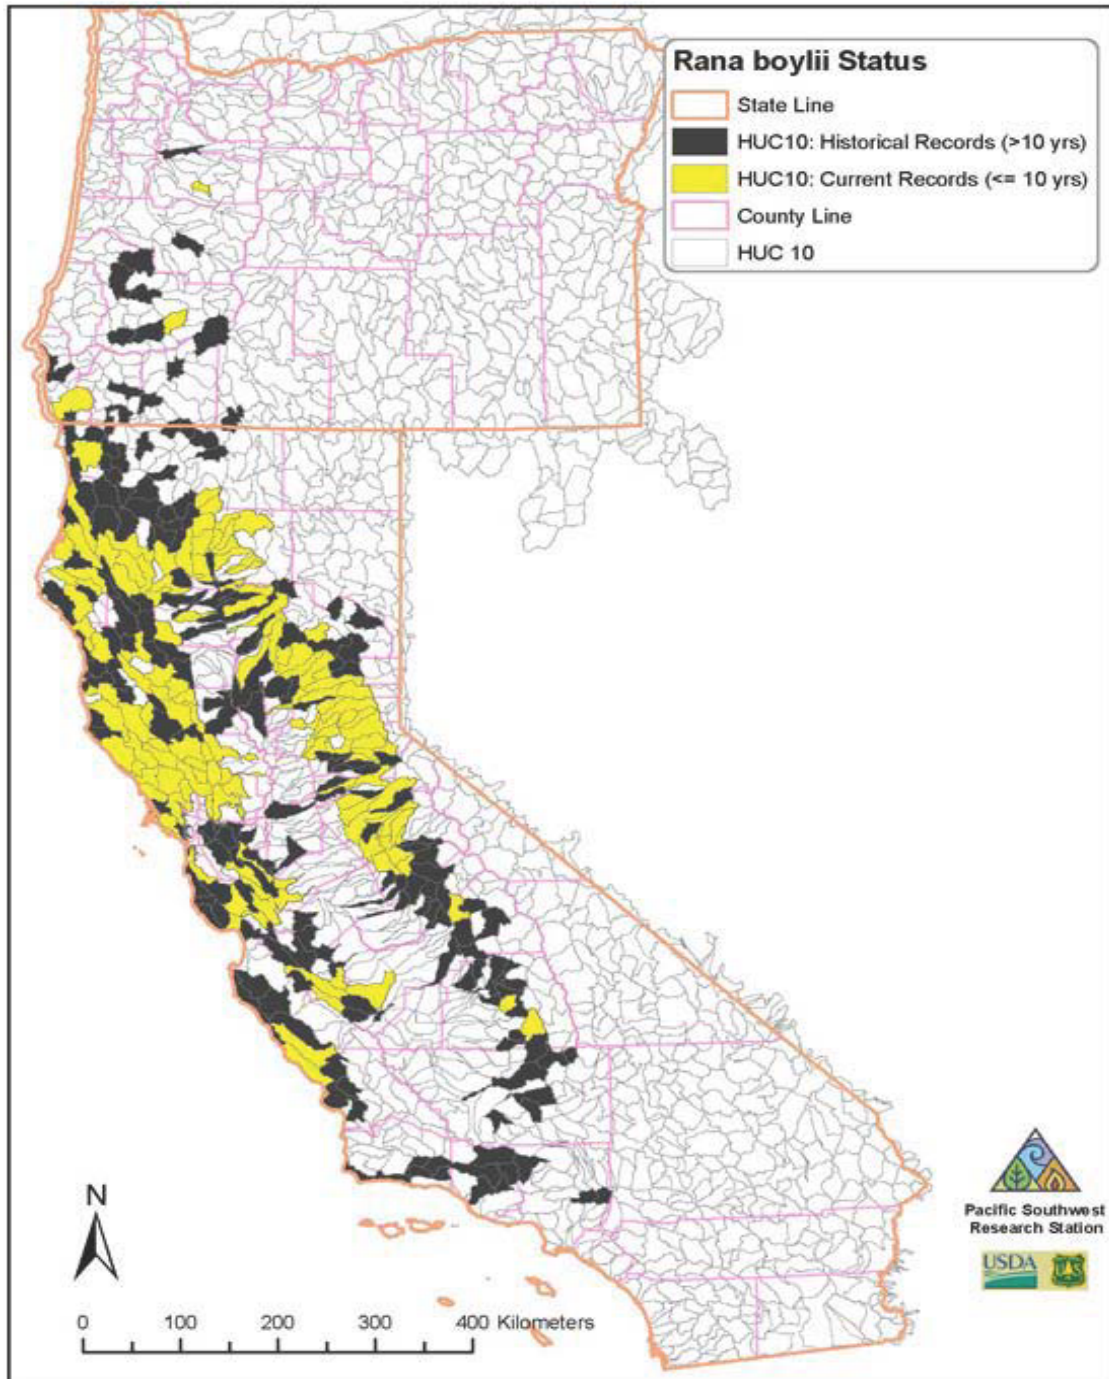 Rana boylii Status
State Line
HUC10: Historical Records (>10 yrs)
HUC10: Current Records (<= 10 yrs)
County Line
HUC 10
N
0 100 200 300 400 Kilometers
Pacific Southwest
Research Station
USDA